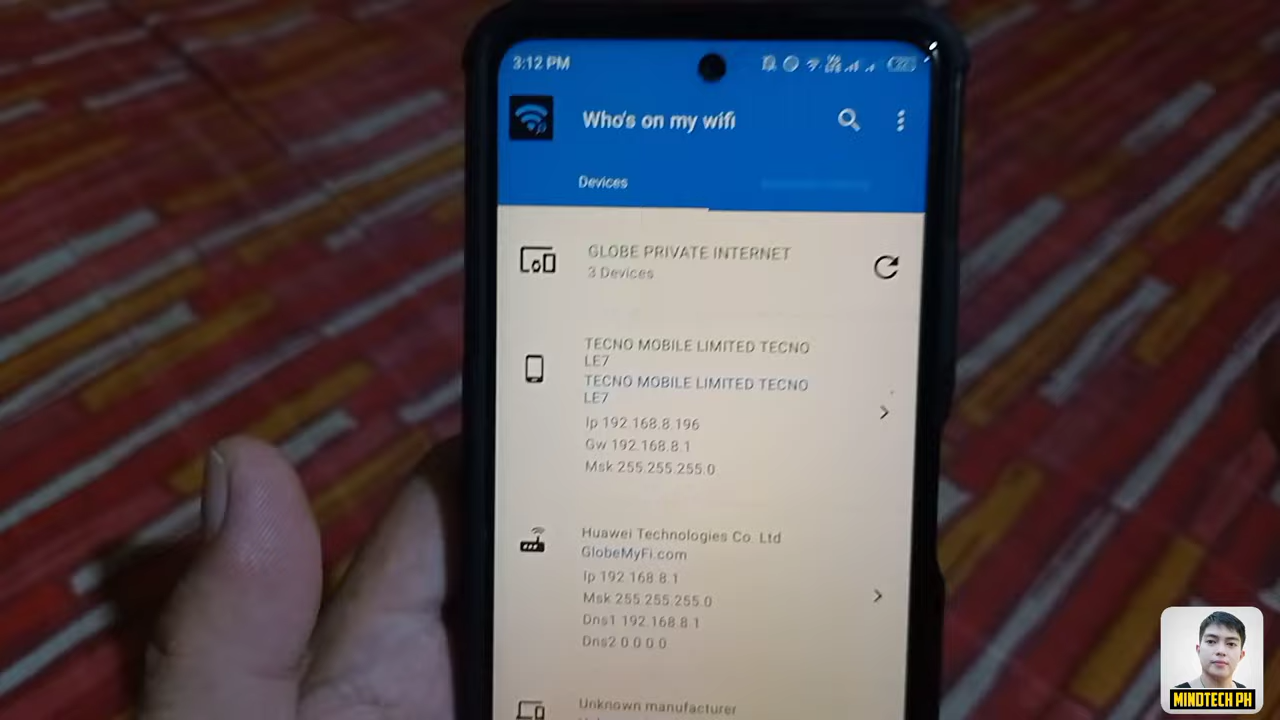 3:12 PM
Who's on my wifi
Devices
GLOBE PRIVATE INTERNET
3 Devices
TECNO MOBILE LIMITED TECNO
LE7
TECNO MOBILE LIMITED TECNO
LE7
Ip 192.168.8.196
Gw 192.168.8.1
Msk 255.255.255.0
Huawei Technologies Co. Ltd
GlobeMyFi.com
Ip 192.168.8.1
Msk 255.255.255.0
Dns1 192.168.8.1
Dns2 0.0.0.0
Unknown manufacturer
MINDTECH PH